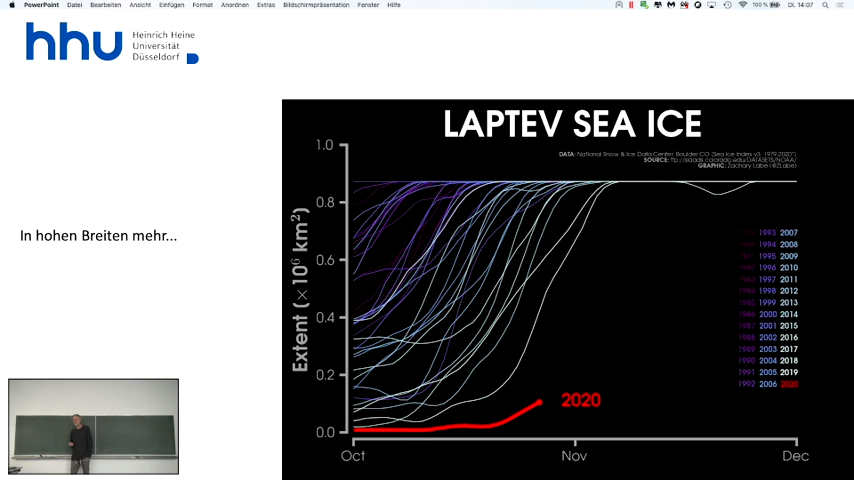 PowerPoint Datei Bearbeiten Ansicht Einfügen Format Anordnen Extras Bildschirmpräsentation Fenster Hilfe 100 % Di. 14:07
hhu Heinrich Heine
Universität
Düsseldorf
In hohen Breiten mehr...
LAPTEV SEA ICE
DATA: National Snow & Ice Data Center, Boulder CO (Sea Ice Index v3: 1979-2020*)
SOURCE: ftp://sidads.colorado.edu/DATASETS/NOAA/
GRAPHIC: Zachary Labe (@ZLabe)
Extent (×10⁶ km²)
1.0
0.8
0.6
0.4
0.2
0.0
1993 2007
1994 2008
1995 2009
1996 2010
1997 2011
1998 2012
1985 1999 2013
1986 2000 2014
1987 2001 2015
1988 2002 2016
1989 2003 2017
1990 2004 2018
1991 2005 2019
1992 2006 2020
2020
Oct Nov Dec